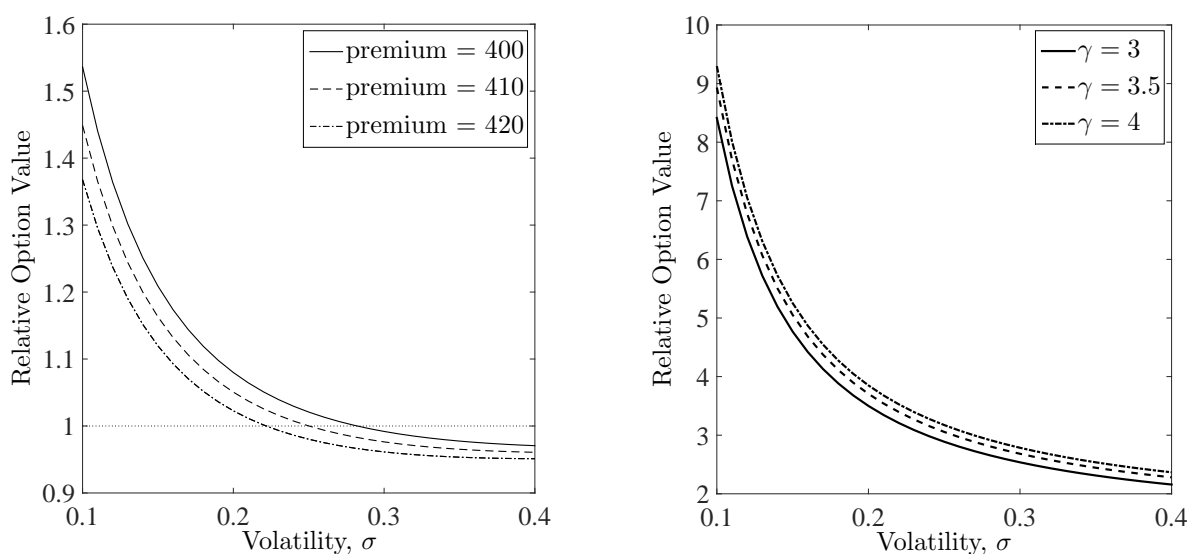 Relative Option Value
1.6
1.5
1.4
1.3
1.2
1.1
1
0.9
0.1
0.2
0.3
0.4
Volatility, σ
premium = 400
premium = 410
premium = 420
Relative Option Value
10
9
8
7
6
5
4
3
2
0.1
0.2
0.3
0.4
Volatility, σ
γ = 3
γ = 3.5
γ = 4